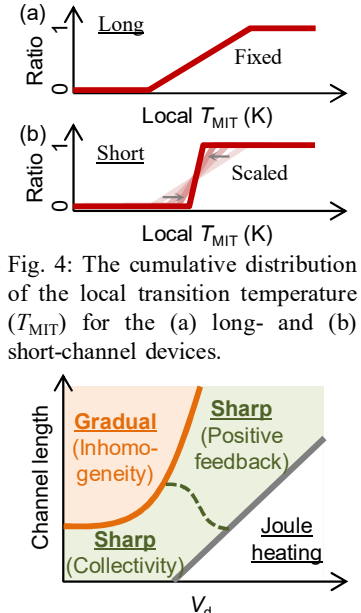 (a)
Long
Ratio
0
1
Fixed
Local TMIT (K)
(b)
Short
Ratio
0
1
Scaled
Local TMIT (K)
Fig. 4: The cumulative distribution
of the local transition temperature
(TMIT) for the (a) long- and (b)
short-channel devices.
Channel length
Gradual
(Inhomo-
geneity)
Sharp
(Positive
feedback)
Sharp
(Collectivity)
Joule
heating
Vd